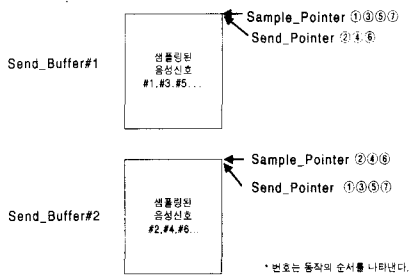 Sample_Pointer ①③⑤⑦
Send_Pointer ②④⑥
Send_Buffer#1
샘플링된
음성신호
#1,#3.#5...
Sample_Pointer ②④⑥
Send_Pointer ①③⑤⑦
Send_Buffer#2
샘플링된
음성신호
#2,#4,#6...
* 번호는 동작의 순서를 나타낸다.